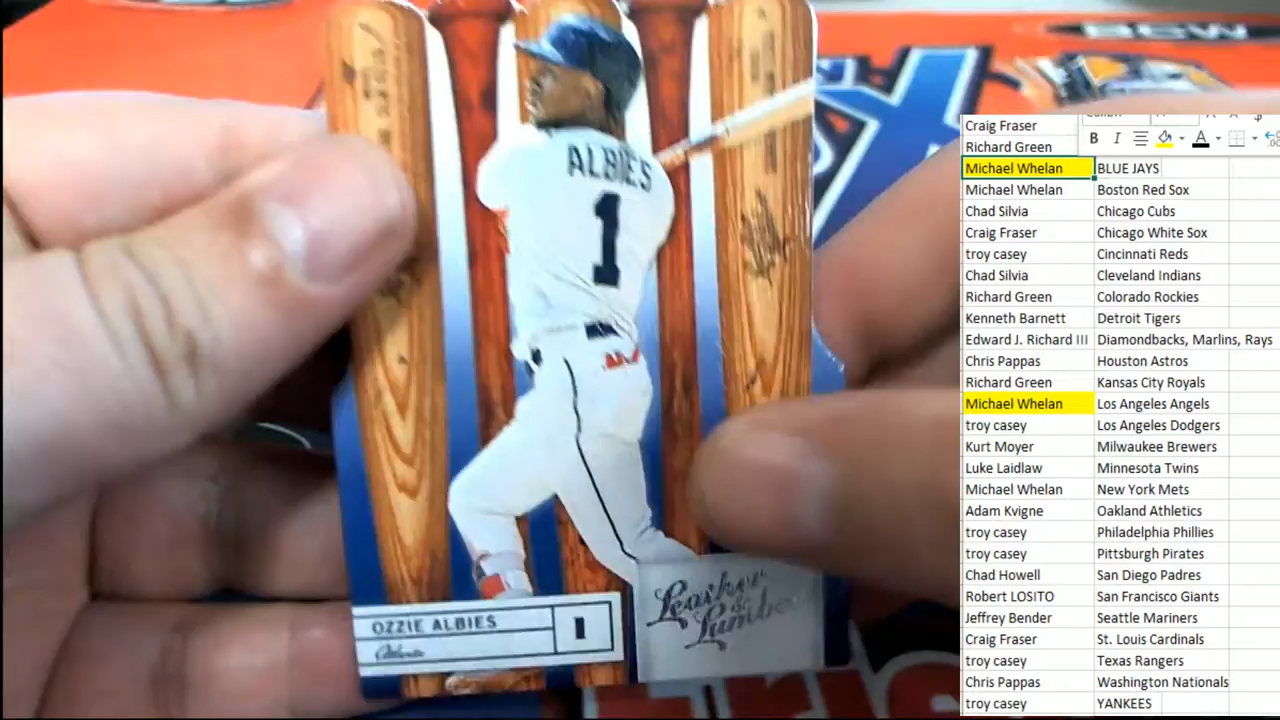 BCW
ALBIES
1
OZZIE ALBIES
1
Atlanta
Leather
&
Lumber
Craig Fraser
Richard Green
B I A
Michael Whelan BLUE JAYS
Michael Whelan Boston Red Sox
Chad Silvia Chicago Cubs
Craig Fraser Chicago White Sox
troy casey Cincinnati Reds
Chad Silvia Cleveland Indians
Richard Green Colorado Rockies
Kenneth Barnett Detroit Tigers
Edward J. Richard III Diamondbacks, Marlins, Rays
Chris Pappas Houston Astros
Richard Green Kansas City Royals
Michael Whelan Los Angeles Angels
troy casey Los Angeles Dodgers
Kurt Moyer Milwaukee Brewers
Luke Laidlaw Minnesota Twins
Michael Whelan New York Mets
Adam Kvigne Oakland Athletics
troy casey Philadelphia Phillies
troy casey Pittsburgh Pirates
Chad Howell San Diego Padres
Robert LOSITO San Francisco Giants
Jeffrey Bender Seattle Mariners
Craig Fraser St. Louis Cardinals
troy casey Texas Rangers
Chris Pappas Washington Nationals
troy casey YANKEES